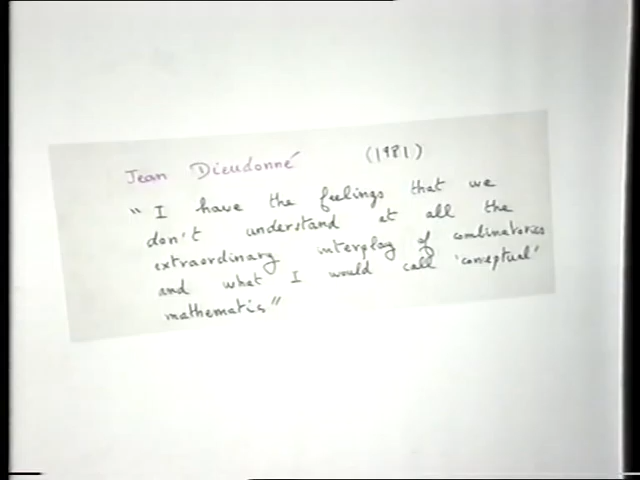 Jean Dieudonné (1981)
" I have the feelings that we
don't understand at all the
extraordinary interplay of combinatorics
and what I would call 'conceptual'
mathematics"